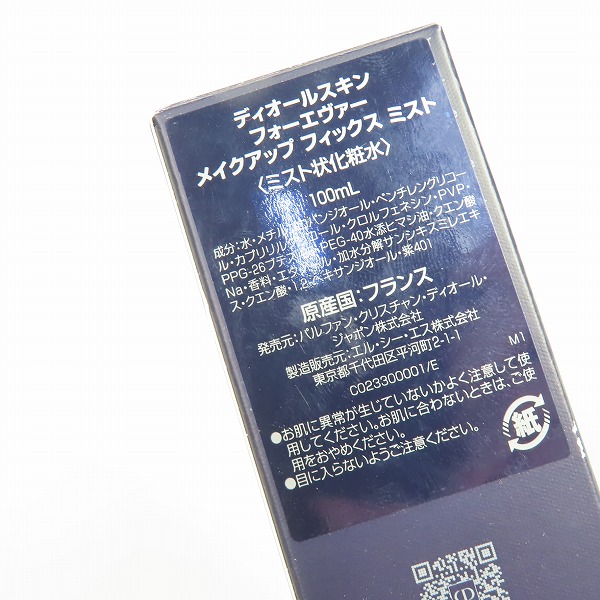 ディオールスキン
フォーエヴァー
メイクアップ フィックス ミスト
〈ミスト状化粧水〉
100mL
成分:水・メチル パンジオール・ペンチレングリコー
ル・カプリリル コール・クロルフェネシン・PVP・
PPG-26ブテ PEG-40水添ヒマシ油・クエン酸
Na・香料・エタ ル・加水分解サンシキスミレエキ
ス・クエン酸・1,2 キサンジオール・紫401
原産国:フランス
発売元:パルファン・クリスチャン・ディオール・
ジャポン株式会社
製造販売元:エル・シー・エス株式会社
東京都千代田区平河町2-1-1
C023300001/E
M1
●お肌に異常が生じていないかよく注意して使
用してください。お肌に合わないときは、ご使
用をおやめください。
●目に入らないようご注意ください。
紙
CD